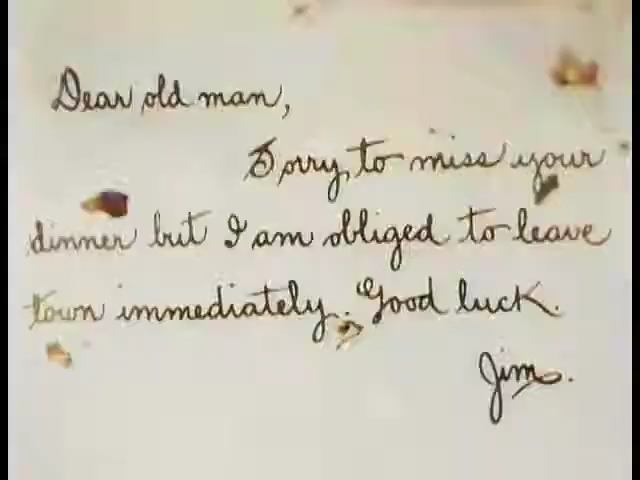 Dear old man,
Sorry, to miss your
dinner but I am obliged to leave
town immediately. Good luck.
Jim.